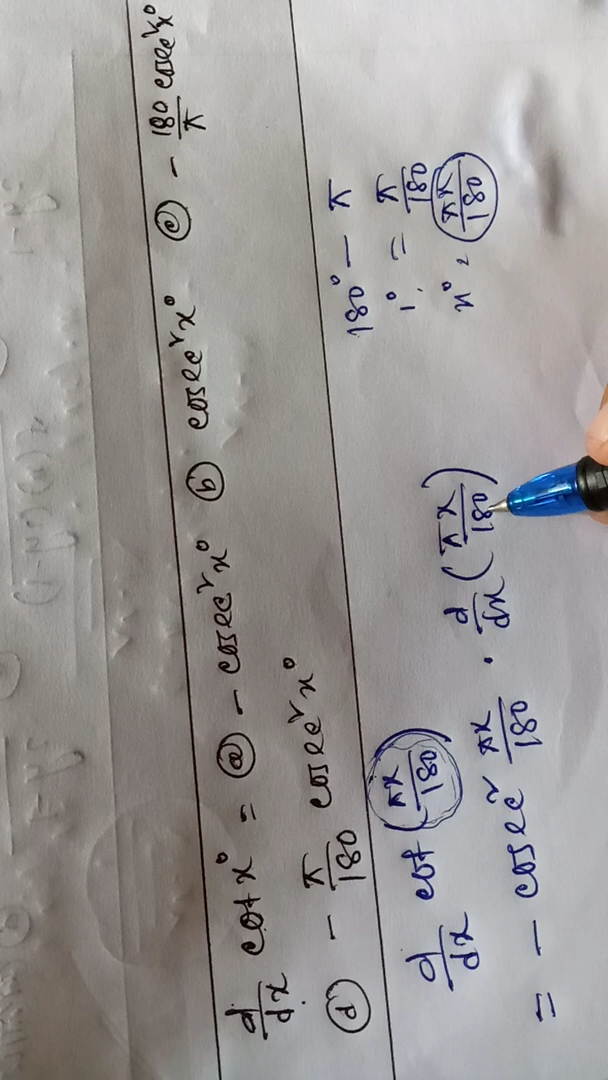 d/dx cot x° = ⓐ - cosec²x° ⓑ cosec²x° ⓒ - 180/π cosec²x°
ⓓ - π/180 cosec²x°
180° - π
1° = π/180
x° = πx/180
d/dx cot (πx/180)
= - cosec² πx/180 · d/dx (πx/180)